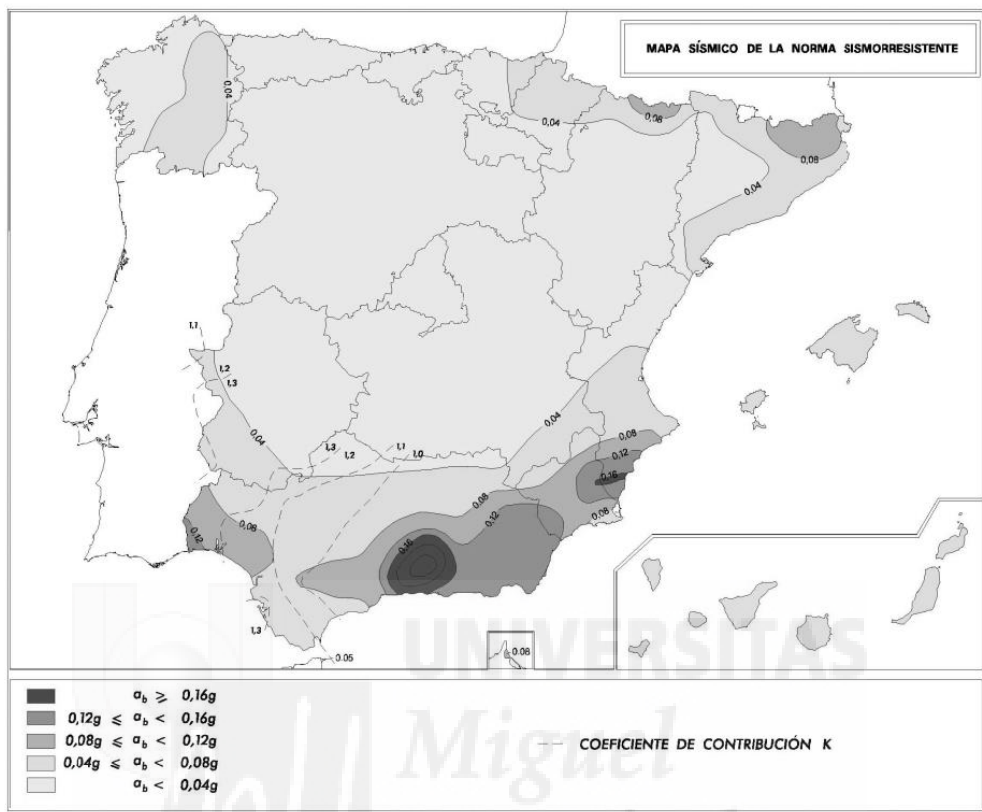 MAPA SÍSMICO DE LA NORMA SISMORRESISTENTE
0,04
0,04
0,08
0,08
0,04
1,1
1,2
1,3
0,04
0,04
1,3
1,2
1,1
1,0
0,08
0,12
0,16
0,08
0,12
0,08
0,08
0,12
0,16
1,3
0.05
0.08
UNIVERSITAS
Miguel
a_b ≥ 0,16g
0,12g ≤ a_b < 0,16g
0,08g ≤ a_b < 0,12g
0,04g ≤ a_b < 0,08g
a_b < 0,04g
COEFICIENTE DE CONTRIBUCIÓN K